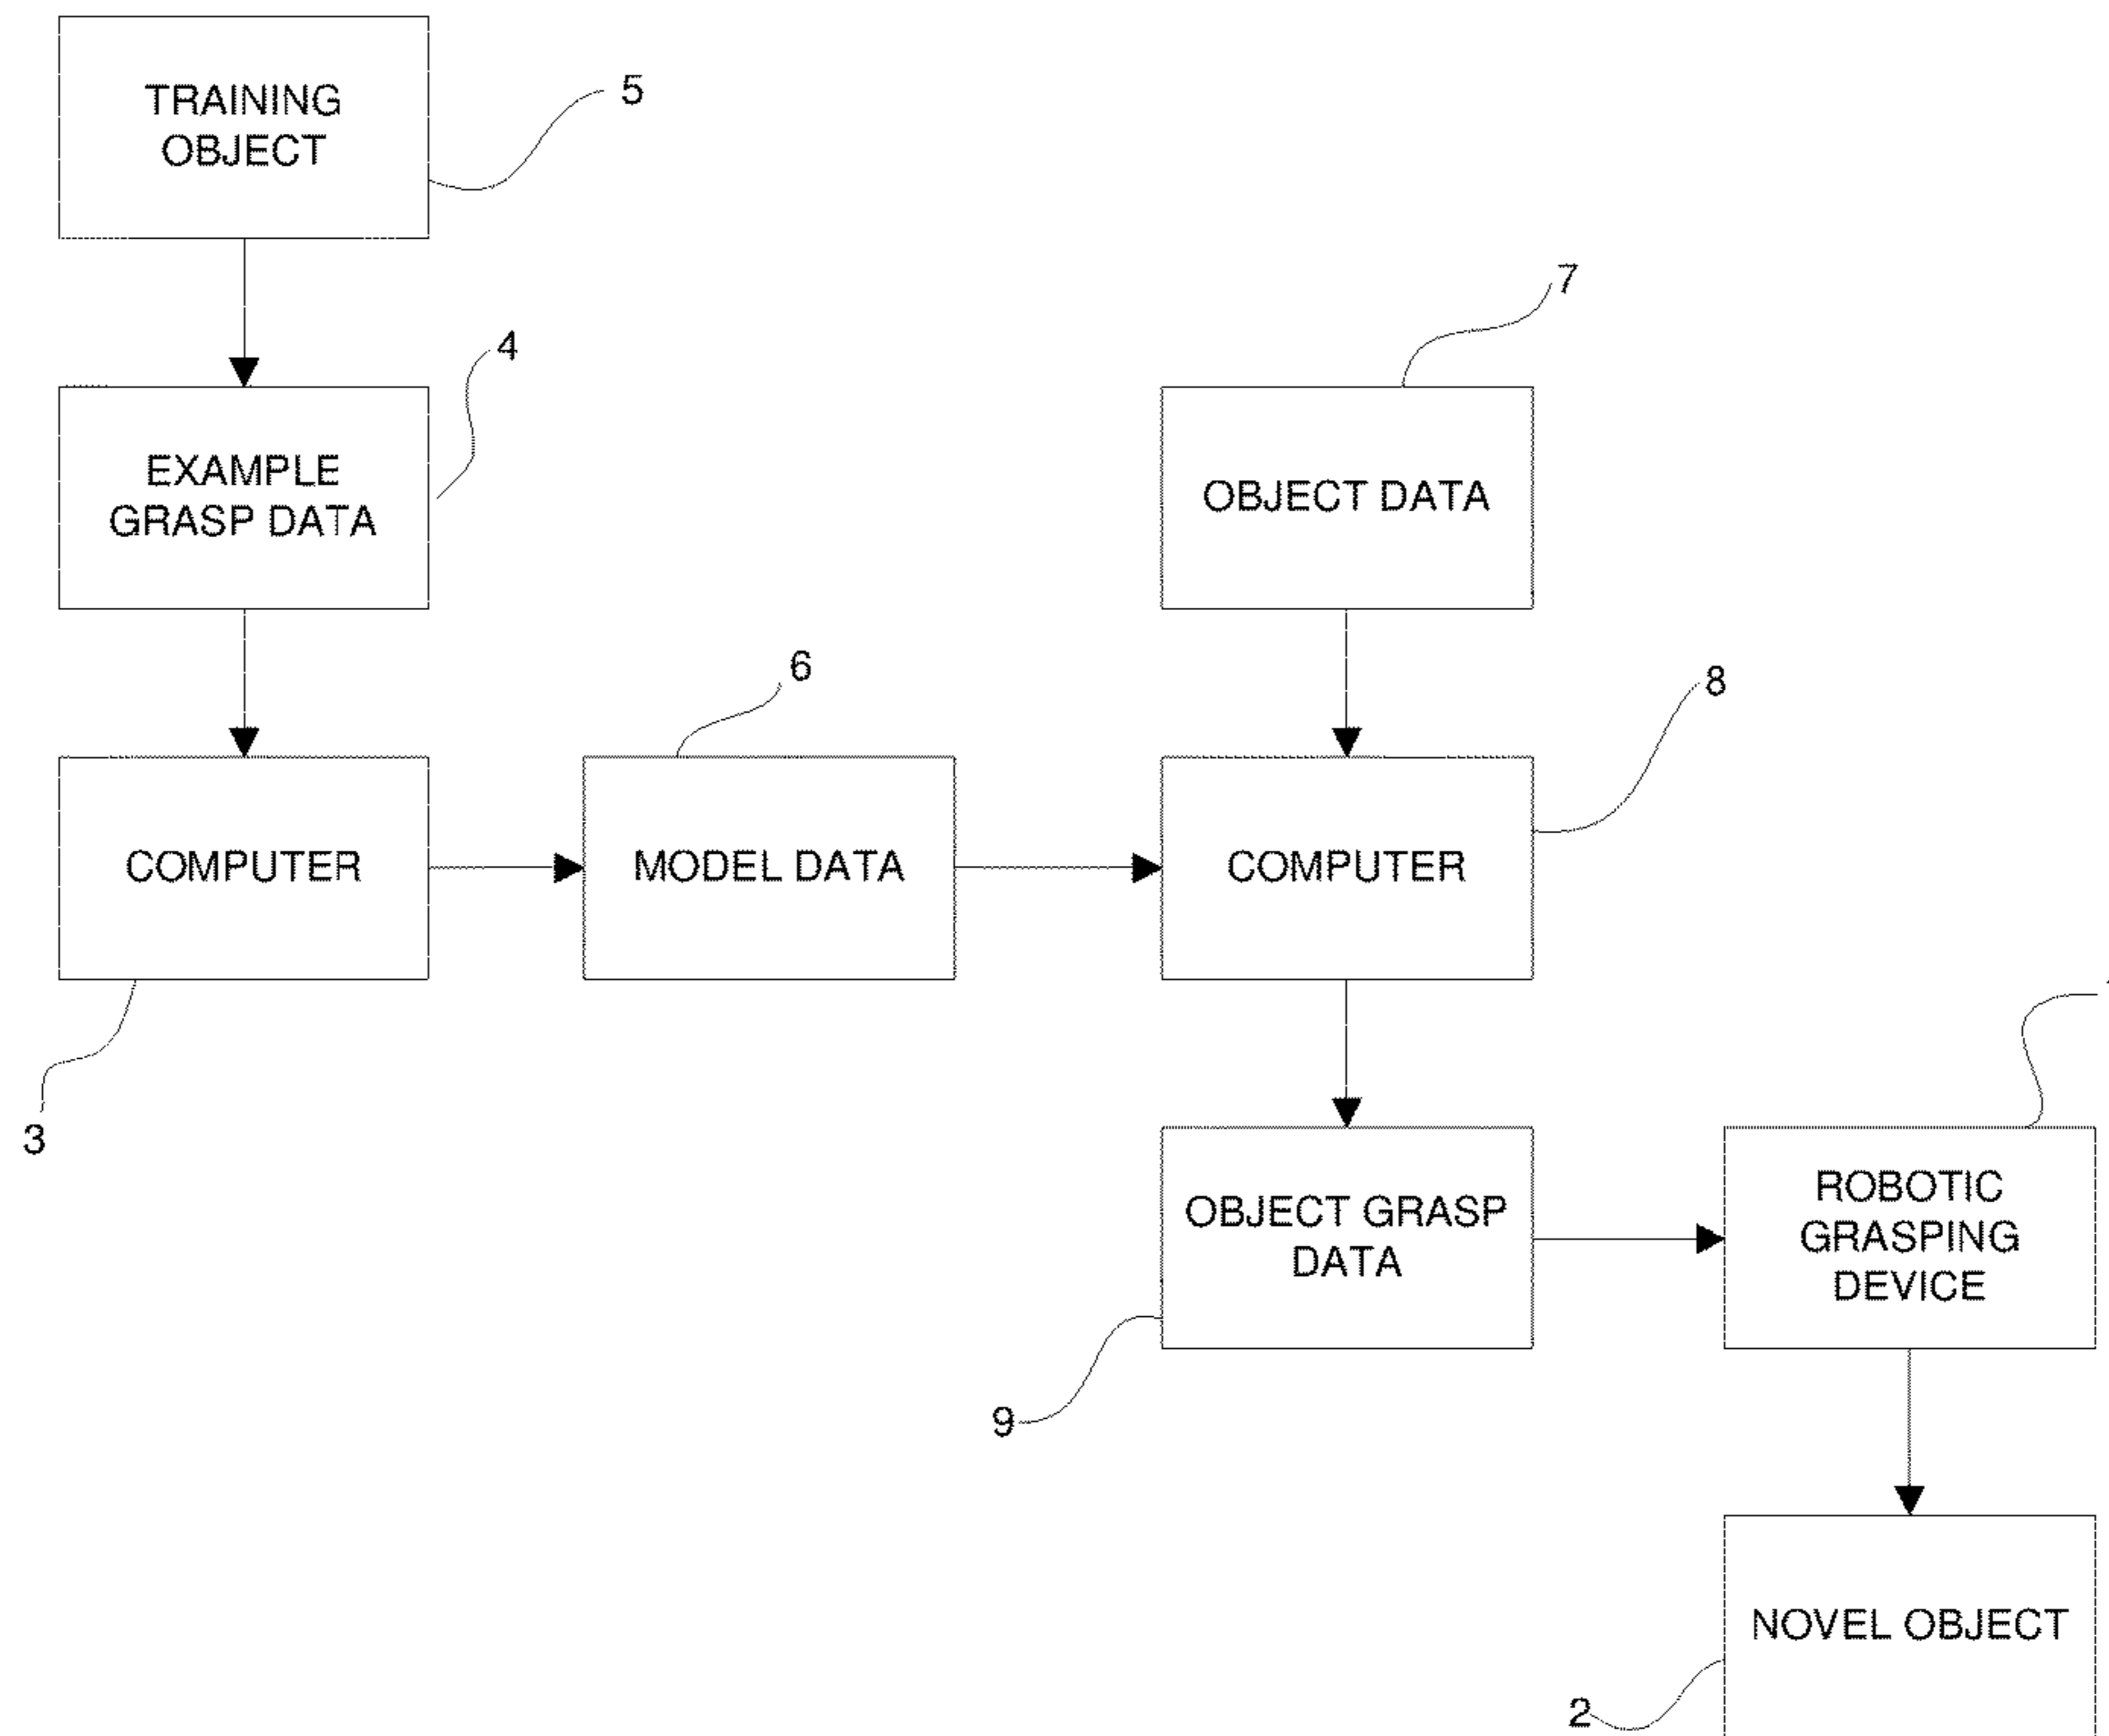 TRAINING
OBJECT
5
EXAMPLE
GRASP DATA
4
OBJECT DATA
7
COMPUTER
3
MODEL DATA
6
COMPUTER
8
OBJECT GRASP
DATA
9
ROBOTIC
GRASPING
DEVICE
NOVEL OBJECT
2